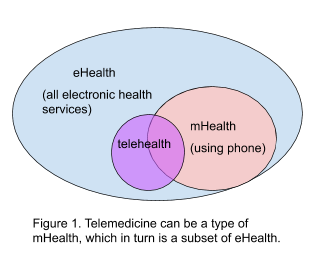 eHealth
(all electronic health
services)
mHealth
telehealth
(using phone)
Figure 1. Telemedicine can be a type of
mHealth, which in turn is a subset of eHealth.